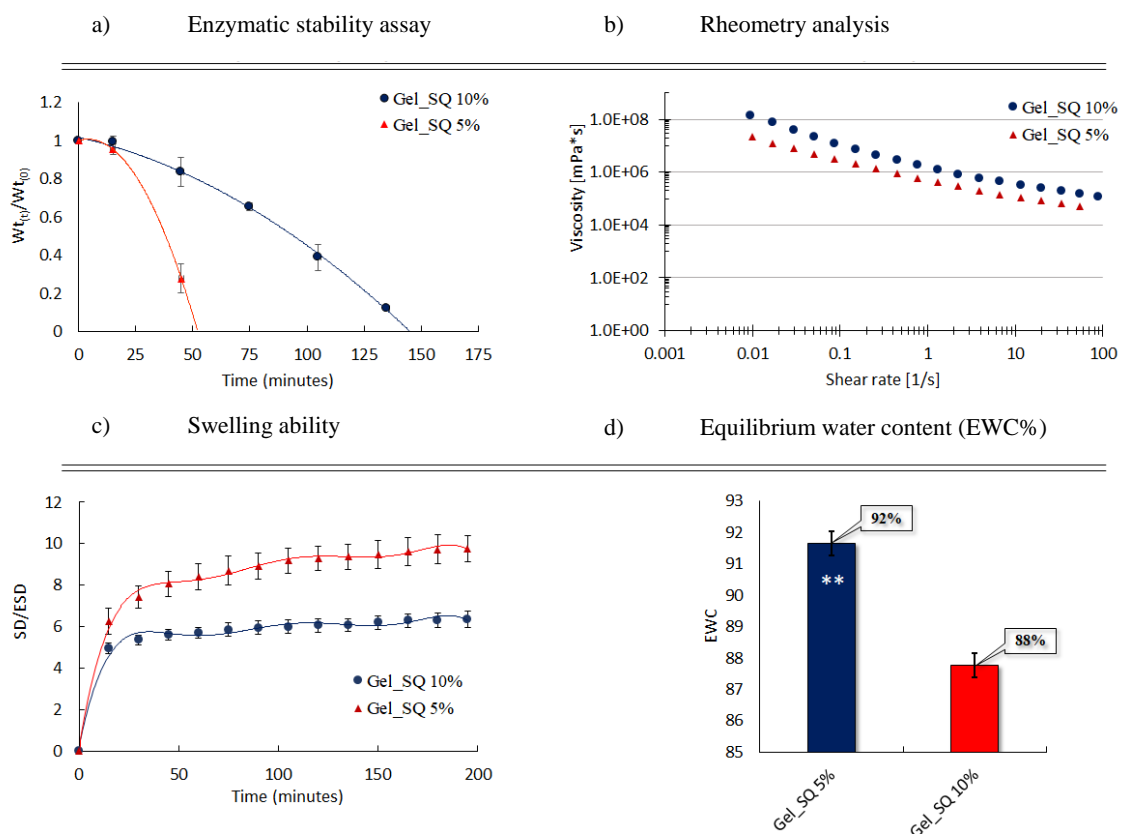 a) Enzymatic stability assay
Wt(t)/Wt(0)
1.2
1
0.8
0.6
0.4
0.2
0
0 25 50 75 100 125 150 175
Time (minutes)
Gel_SQ 10%
Gel_SQ 5%
b) Rheometry analysis
Viscosity [mPa*s]
1.0E+08
1.0E+06
1.0E+04
1.0E+02
1.0E+00
0.001 0.01 0.1 1 10 100
Shear rate [1/s]
Gel_SQ 10%
Gel_SQ 5%
c) Swelling ability
SD/ESD
12
10
8
6
4
2
0
0 50 100 150 200
Time (minutes)
Gel_SQ 10%
Gel_SQ 5%
d) Equilibrium water content (EWC%)
EWC
93
92
91
90
89
88
87
86
85
92%
**
88%
Gel_SQ 5%
Gel_SQ 10%